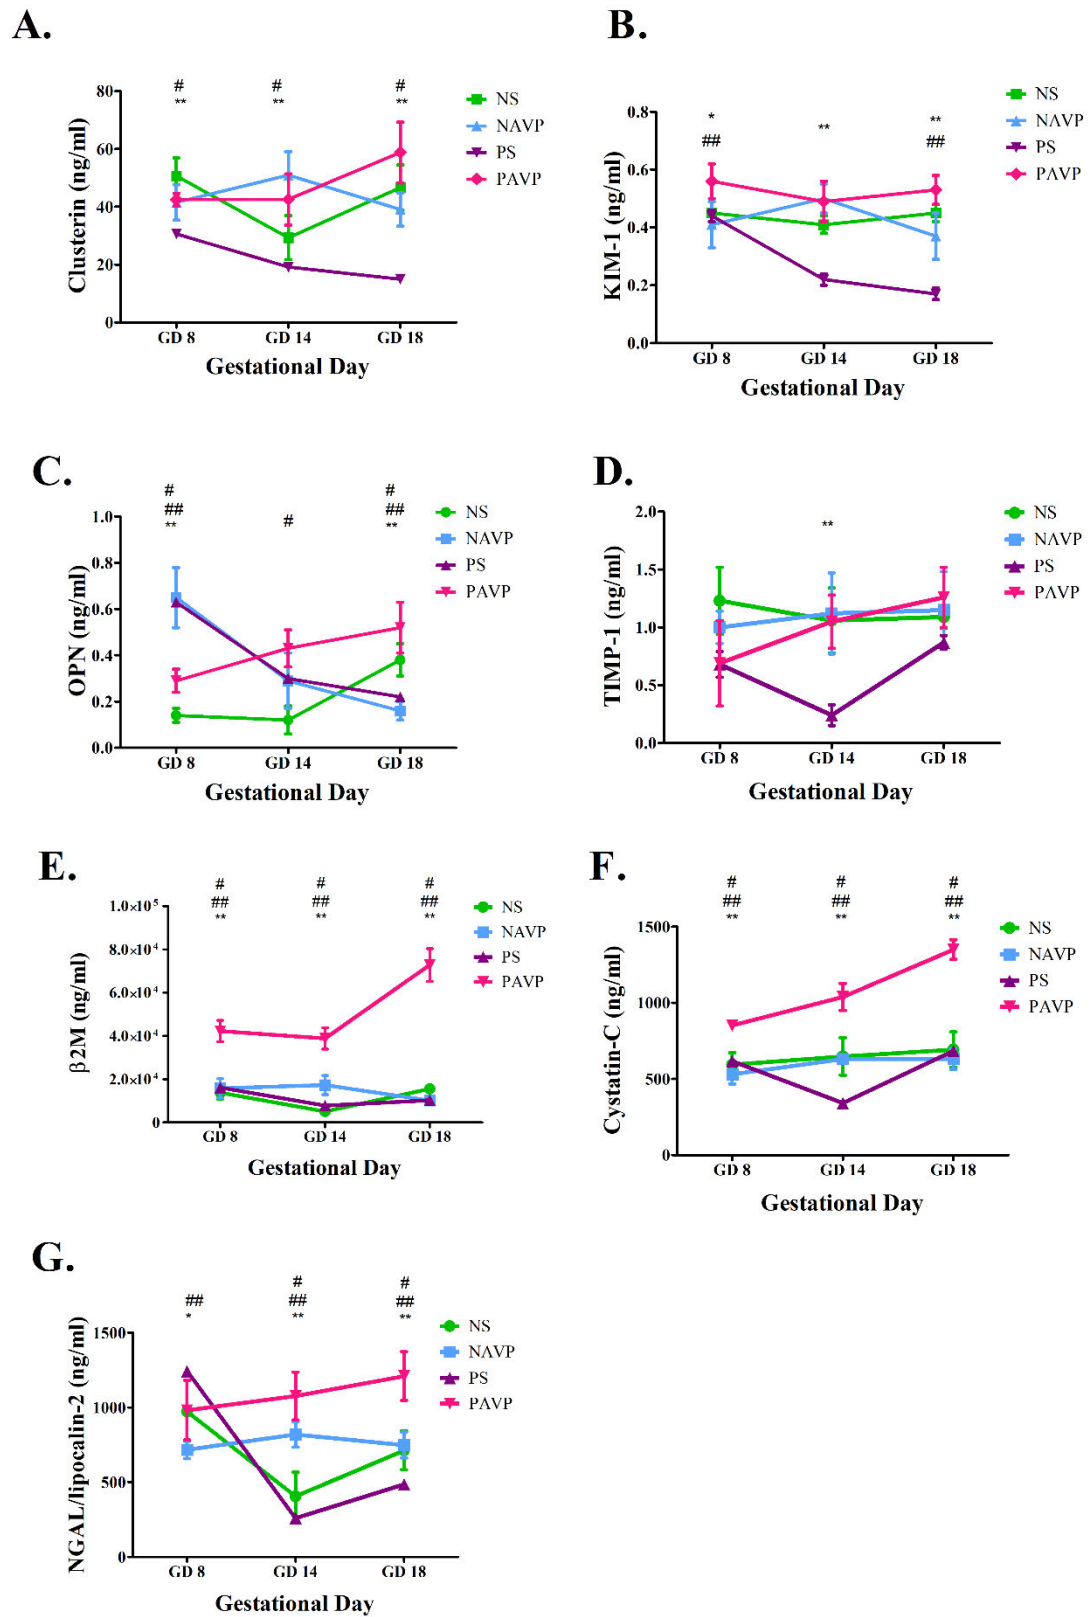 A.
Clusterin (ng/ml)
# # #
** ** **
80
60
40
20
0
GD 8 GD 14 GD 18
Gestational Day
NS
NAVP
PS
PAVP
B.
KIM-1 (ng/ml)
* ** **
## ##
0.8
0.6
0.4
0.2
0.0
GD 8 GD 14 GD 18
Gestational Day
NS
NAVP
PS
PAVP
C.
OPN (ng/ml)
# #
## # ##
** **
1.0
0.8
0.6
0.4
0.2
0.0
GD 8 GD 14 GD 18
Gestational Day
NS
NAVP
PS
PAVP
D.
TIMP-1 (ng/ml)
**
2.0
1.5
1.0
0.5
0.0
GD 8 GD 14 GD 18
Gestational Day
NS
NAVP
PS
PAVP
E.
β2M (ng/ml)
# # #
## ## ##
** ** **
1.0×10⁵
8.0×10⁴
6.0×10⁴
4.0×10⁴
2.0×10⁴
0
GD 8 GD 14 GD 18
Gestational Day
NS
NAVP
PS
PAVP
F.
Cystatin-C (ng/ml)
# # #
## ## ##
** ** **
1500
1000
500
0
GD 8 GD 14 GD 18
Gestational Day
NS
NAVP
PS
PAVP
G.
NGAL/lipocalin-2 (ng/ml)
# #
## ## ##
* ** **
1500
1000
500
0
GD 8 GD 14 GD 18
Gestational Day
NS
NAVP
PS
PAVP